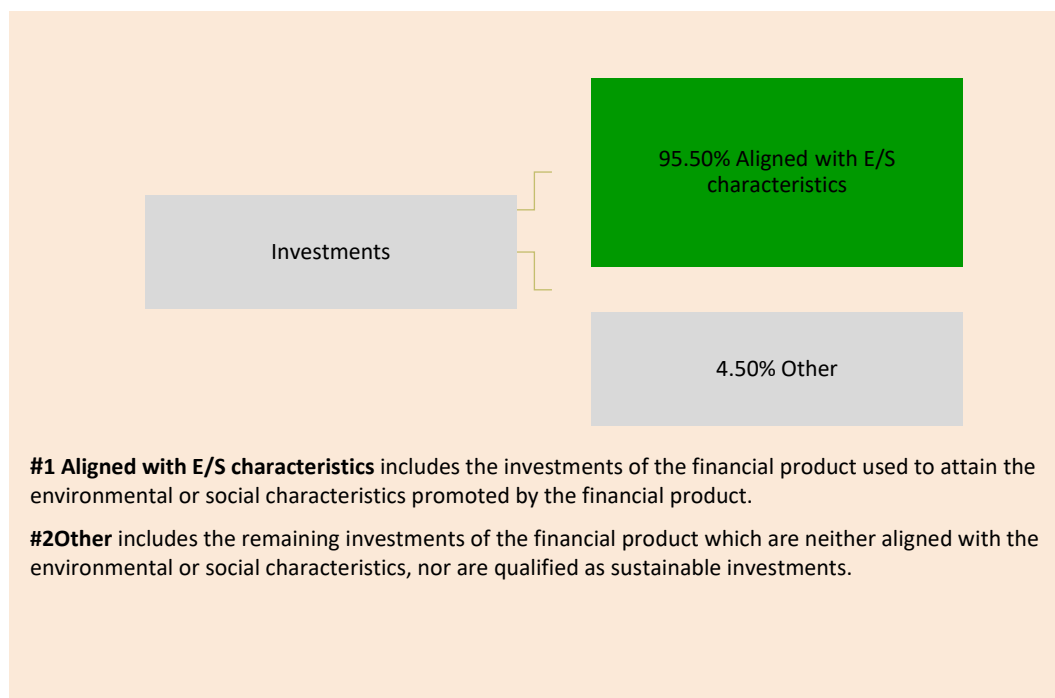 95.50% Aligned with E/S
characteristics
Investments
4.50% Other
#1 Aligned with E/S characteristics includes the investments of the financial product used to attain the
environmental or social characteristics promoted by the financial product.
#2Other includes the remaining investments of the financial product which are neither aligned with the
environmental or social characteristics, nor are qualified as sustainable investments.